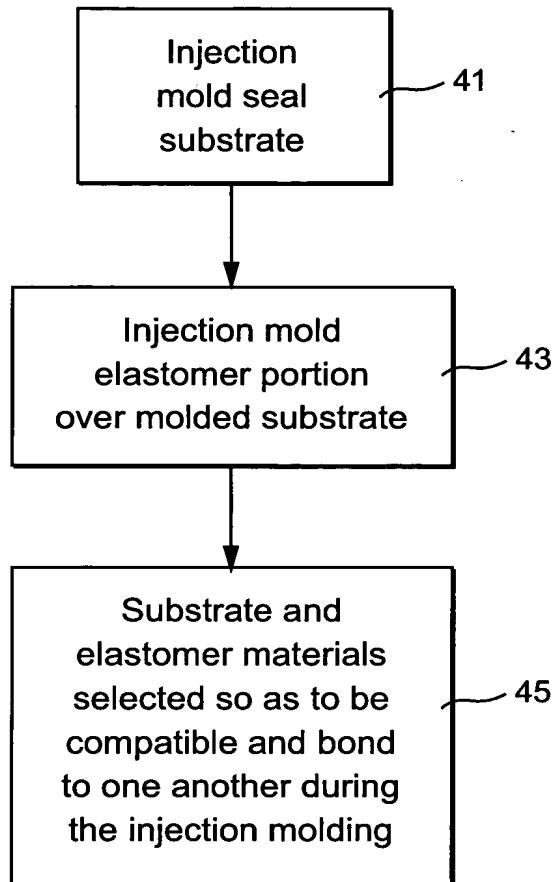 Injection
mold seal
substrate
41
Injection mold
elastomer portion
over molded substrate
43
Substrate and
elastomer materials
selected so as to be
compatible and bond
to one another during
the injection molding
45